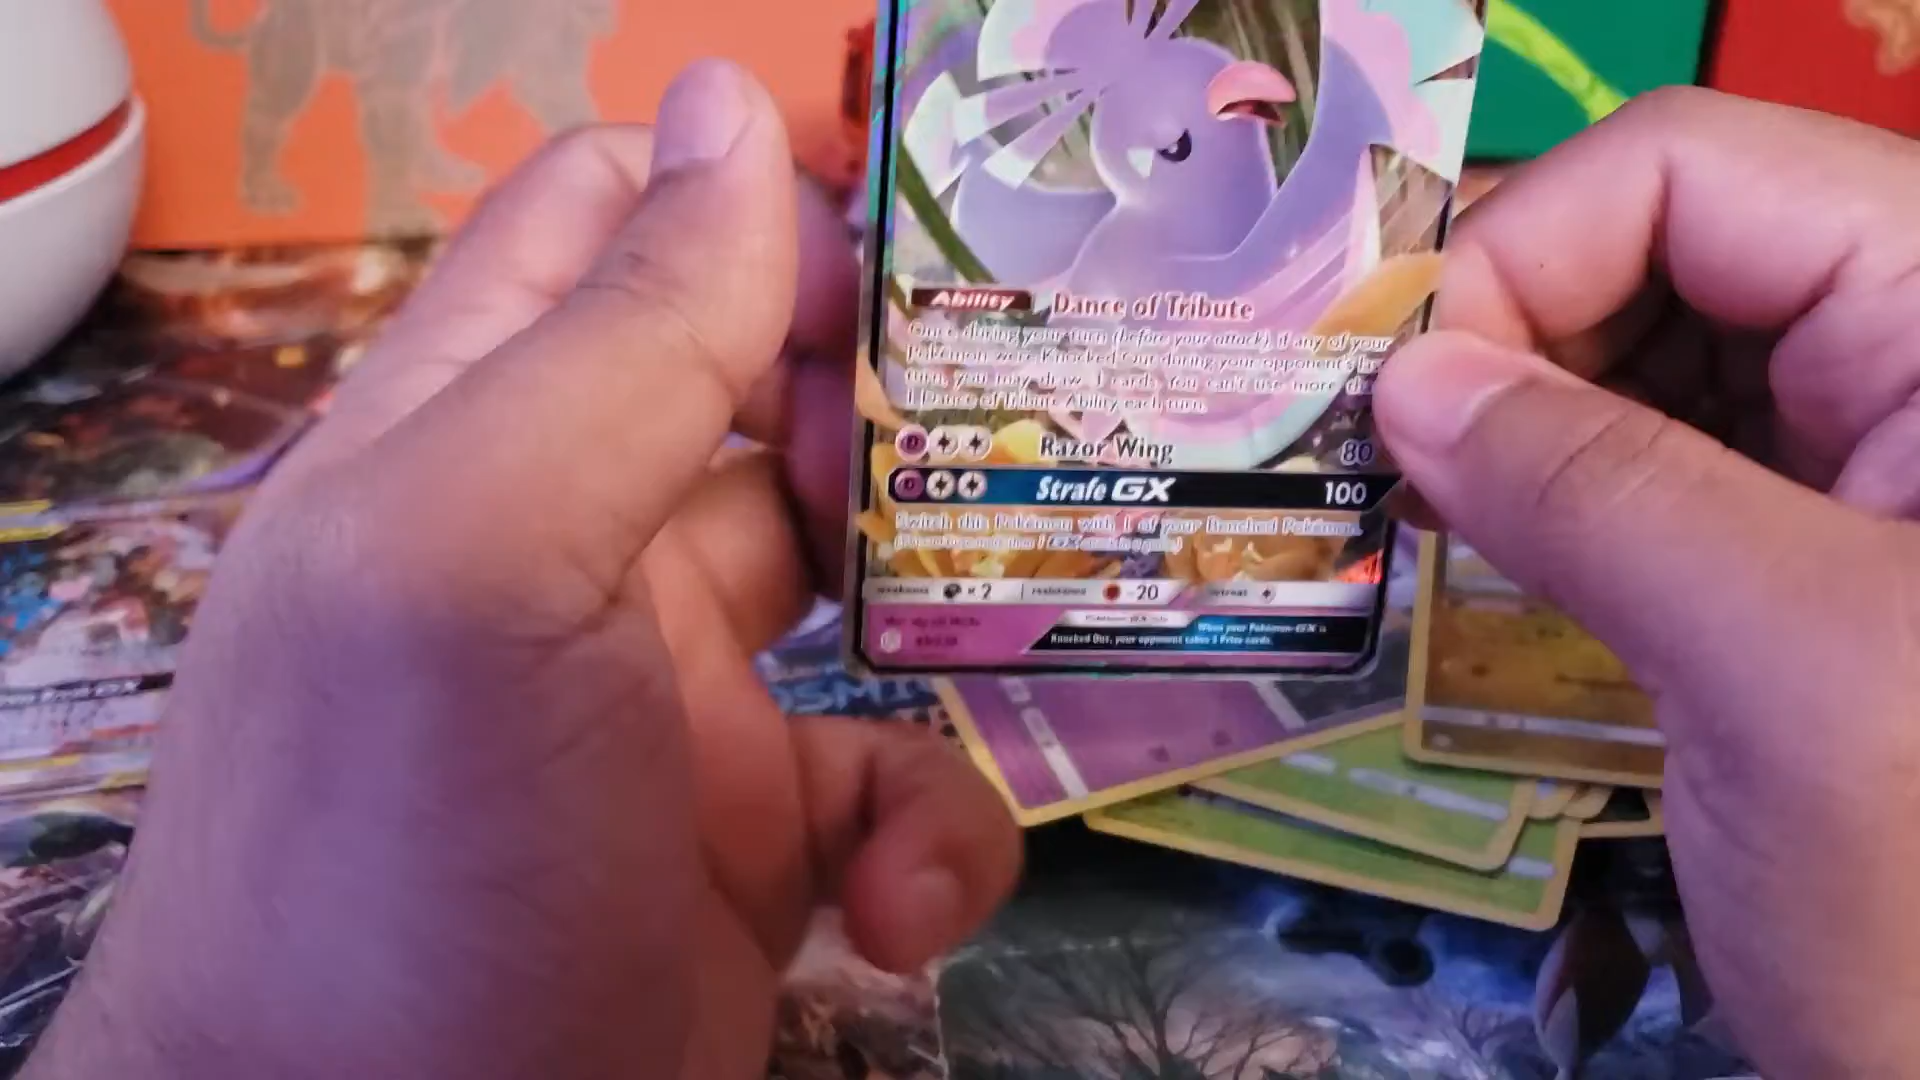 Ability Dance of Tribute
Once during your turn (before your attack), if any of your
Pokémon were Knocked Out during your opponent's
turn, you may draw 3 cards. You can't use more
1 Dance of Tribute Ability each turn.
Razor Wing 80
Strafe GX 100
Switch this Pokémon with 1 of your Benched Pokémon.
weakness ×2 resistance -20 retreat
When your Pokémon-GX is
Knocked Out, your opponent takes 2 Prize cards.
GX
COSMIC